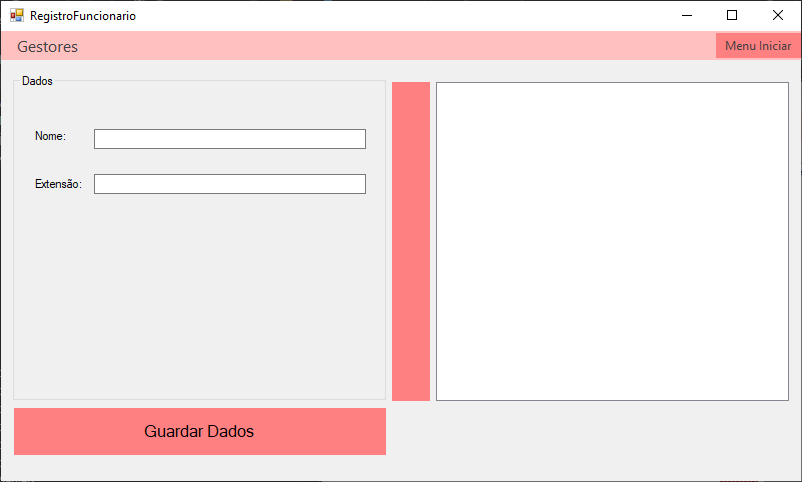 RegistroFuncionario
Gestores
Menu Iniciar
Dados
Nome:
Extensão:
Guardar Dados